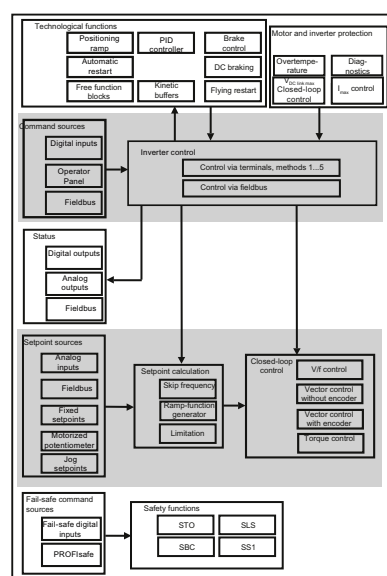 Technological functions
Positioning
ramp
PID
controller
Brake
control
Automatic
restart
DC braking
Free function
blocks
Kinetic
buffers
Flying restart
Motor and inverter protection
Overtempe-
rature
Diag-
nostics
VDC link max
Closed-loop
control
Imax control
Command sources
Digital inputs
Operator
Panel
Fieldbus
Inverter control
Control via terminals, methods 1...5
Control via fieldbus
Status
Digital outputs
Analog
outputs
Fieldbus
Setpoint sources
Analog
inputs
Fieldbus
Fixed
setpoints
Motorized
potentiometer
Jog
setpoints
Setpoint calculation
Skip frequency
Ramp-function
generator
Limitation
Closed-loop
control
V/f control
Vector control
without encoder
Vector control
with encoder
Torque control
Fail-safe command
sources
Fail-safe digital
inputs
PROFIsafe
Safety functions
STO
SLS
SBC
SS1